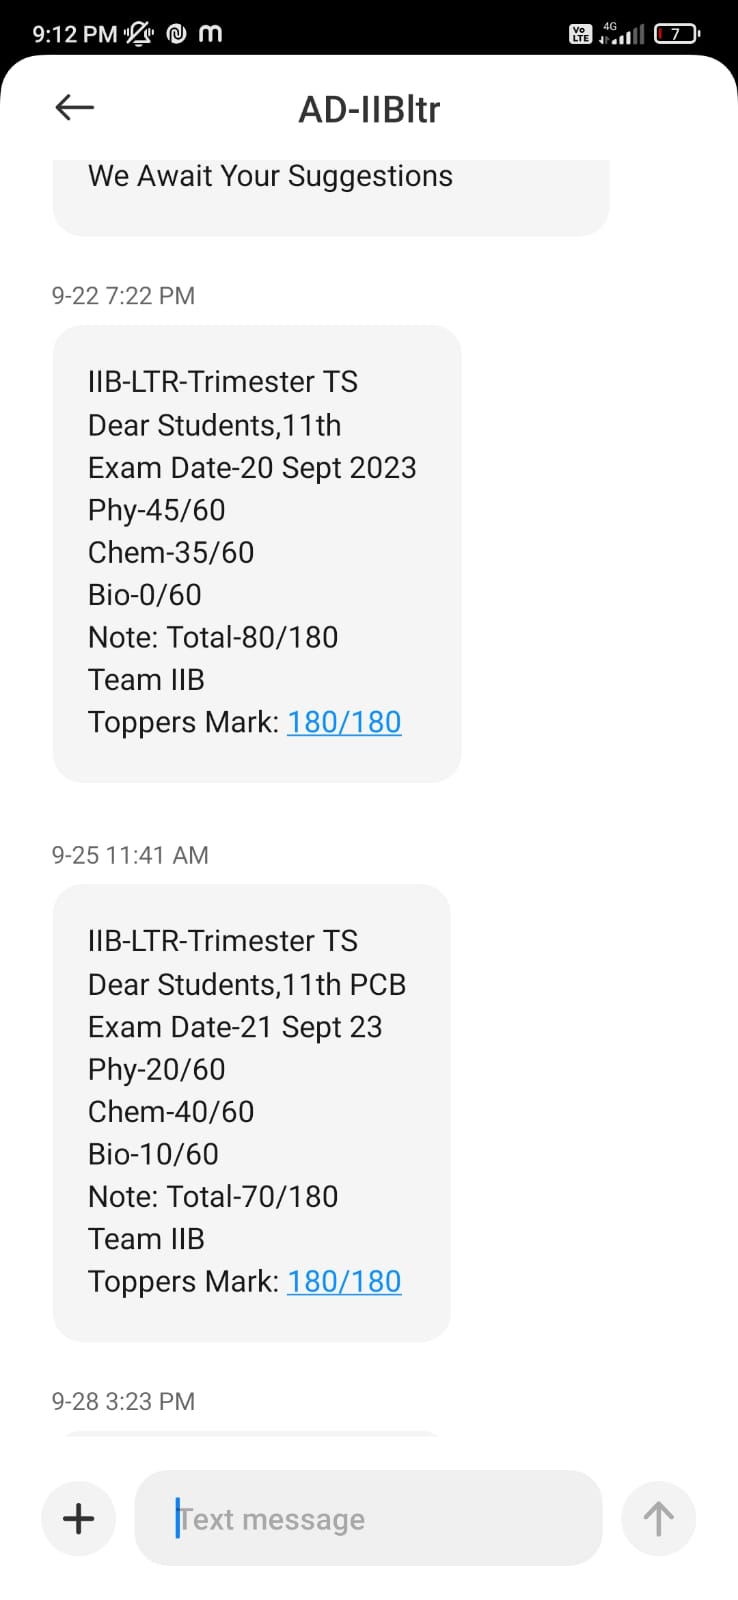 9:12 PM
Vo LTE 4G 7
AD-IIBltr
We Await Your Suggestions
9-22 7:22 PM
IIB-LTR-Trimester TS
Dear Students,11th
Exam Date-20 Sept 2023
Phy-45/60
Chem-35/60
Bio-0/60
Note: Total-80/180
Team IIB
Toppers Mark: 180/180
9-25 11:41 AM
IIB-LTR-Trimester TS
Dear Students,11th PCB
Exam Date-21 Sept 23
Phy-20/60
Chem-40/60
Bio-10/60
Note: Total-70/180
Team IIB
Toppers Mark: 180/180
9-28 3:23 PM
Text message